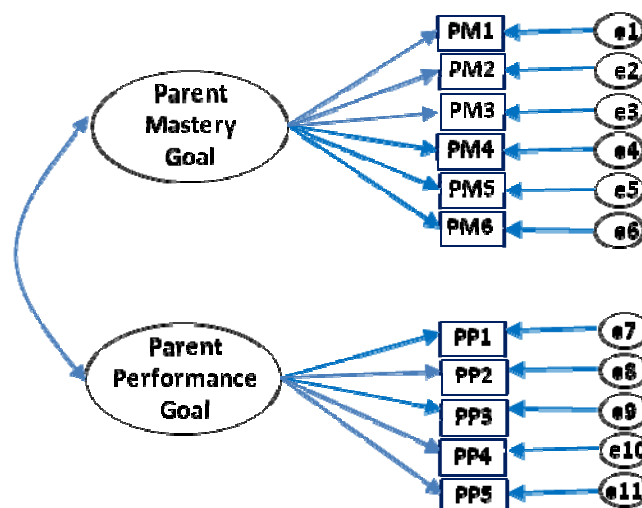 PM1
e1
PM2
e2
Parent
Mastery
Goal
PM3
e3
PM4
e4
PM5
e5
PM6
e6
PP1
e7
Parent
Performance
Goal
PP2
e8
PP3
e9
PP4
e10
PP5
e11